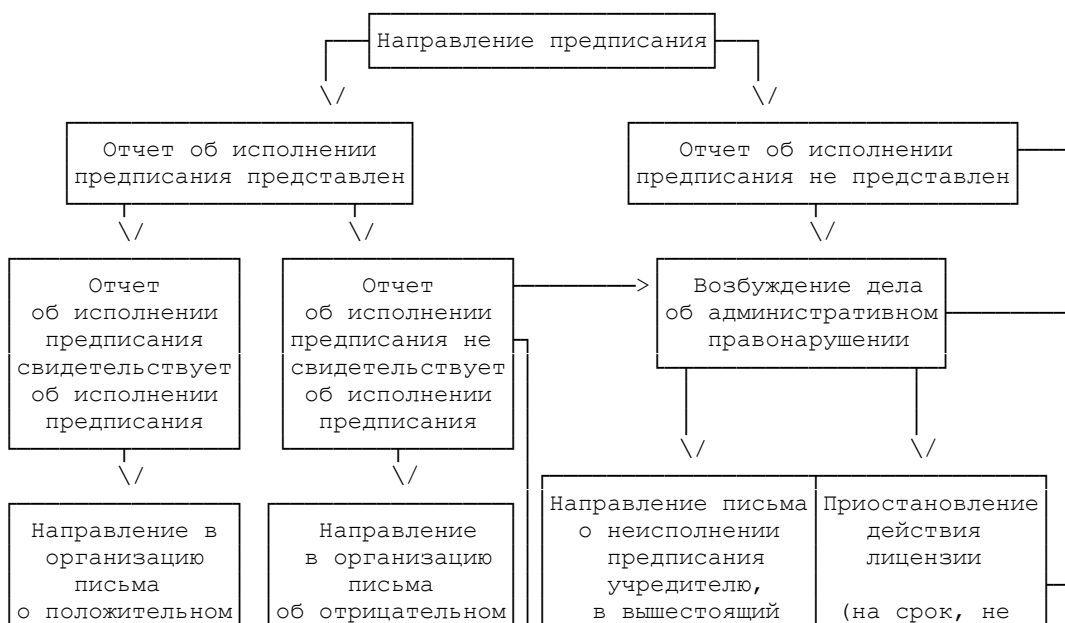 Направление предписания
Отчет об исполнении
предписания представлен
Отчет об исполнении
предписания не представлен
Отчет
об исполнении
предписания
свидетельствует
об исполнении
предписания
Отчет
об исполнении
предписания не
свидетельствует
об исполнении
предписания
Возбуждение дела
об административном
правонарушении
Направление в
организацию
письма
о положительном
Направление
в организацию
письма
об отрицательном
Направление письма
о неисполнении
предписания
учредителю,
в вышестоящий
Приостановление
действия
лицензии
(на срок, не